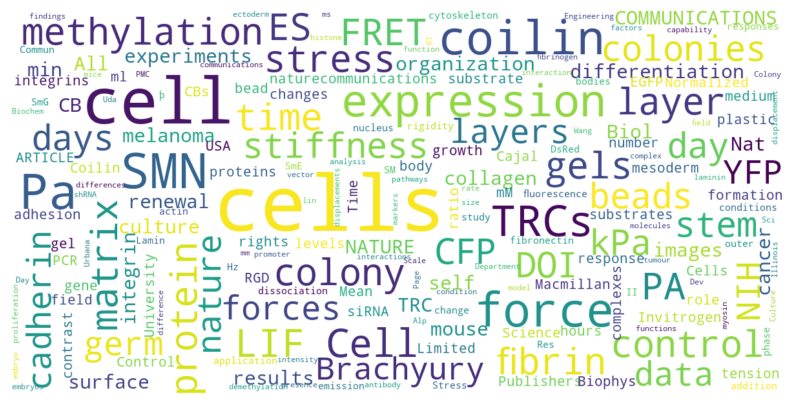 ectoderm ms
findings
histone
methylation
ES
FRET
cytoskeleton
capability
Engineering
COMMUNICATIONS
responses
communications
function
fibrinogen
factors
Commun
min
All
experiments
stress
organization
coilin
colonies
integrins
ml
PMC
naturecommunications
substrate
interaction
bodies
differentiation
SmG
Biochem
CB
CBs
Uda
nice
þ
bead
changes
EGFP
Normalized
Colony
cell
time
expression
layer
medium
plastic
displacement
days
melanoma
Coilin
USA
nucleus
rigidity
Wang
DsRed
number
stiffness
layers
Biol
day
Nat
ARTICLE
proteins
SmE
analysis
SM
body
growth
Cajal
mesoderm
field
laminin
SMN
shRNA
differences
vector
pathways
collagen
gels
complex
YFP
Pa
renewal
cells
displacements
markers
Time
lin
ratio
rate
size
study
mM
fluorescence
interactions
beads
formation
conditions
adhesion
actin
culture
TRCs
substrates
stem
Sci
molecules
gel
Lamin
matrix
integrin
PCR
gene
Urbana
University
nature
rights
levels
NATURE
CFP
fibronectin
kPa
images
outer
tumour
cancer
mm
promoter
scale
DOI
response
Cells
Illinois
cadherin
Day
field
Hz
RGD
dissociation
colony
self
Page
Department
Macmillan
complexes
II
PA
Dev
role
NIH
protein
contrast
Mean
siRNA
TRC
change
mouse
force
Invitrogen
functions
myosin
forces
condition
model
Science
hours
phase
Culture
proliferation
difference
germ
Control
LIF
Cell
Alp
Limited
Res
control
embryo
application
intensity
Brachyury
fibrin
tension
surface
results
Publishers
Biophys
data
embryos
demethylation
presence
emission
antibody
Stress
addition